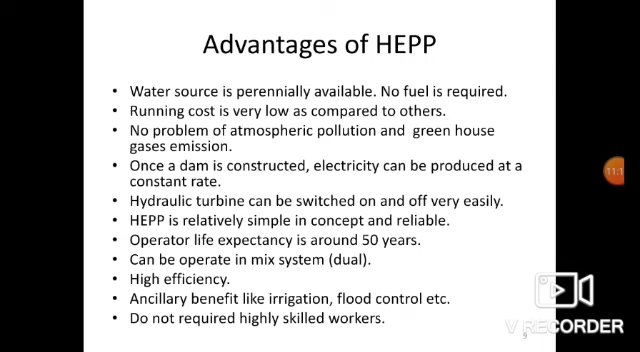 Advantages of HEPP
• Water source is perennially available. No fuel is required.
• Running cost is very low as compared to others.
• No problem of atmospheric pollution and green house
gases emission.
• Once a dam is constructed, electricity can be produced at a
constant rate.
• Hydraulic turbine can be switched on and off very easily.
• HEPP is relatively simple in concept and reliable.
• Operator life expectancy is around 50 years.
• Can be operate in mix system (dual).
• High efficiency.
• Ancillary benefit like irrigation, flood control etc.
• Do not required highly skilled workers.
11:1
V RECORDER
9